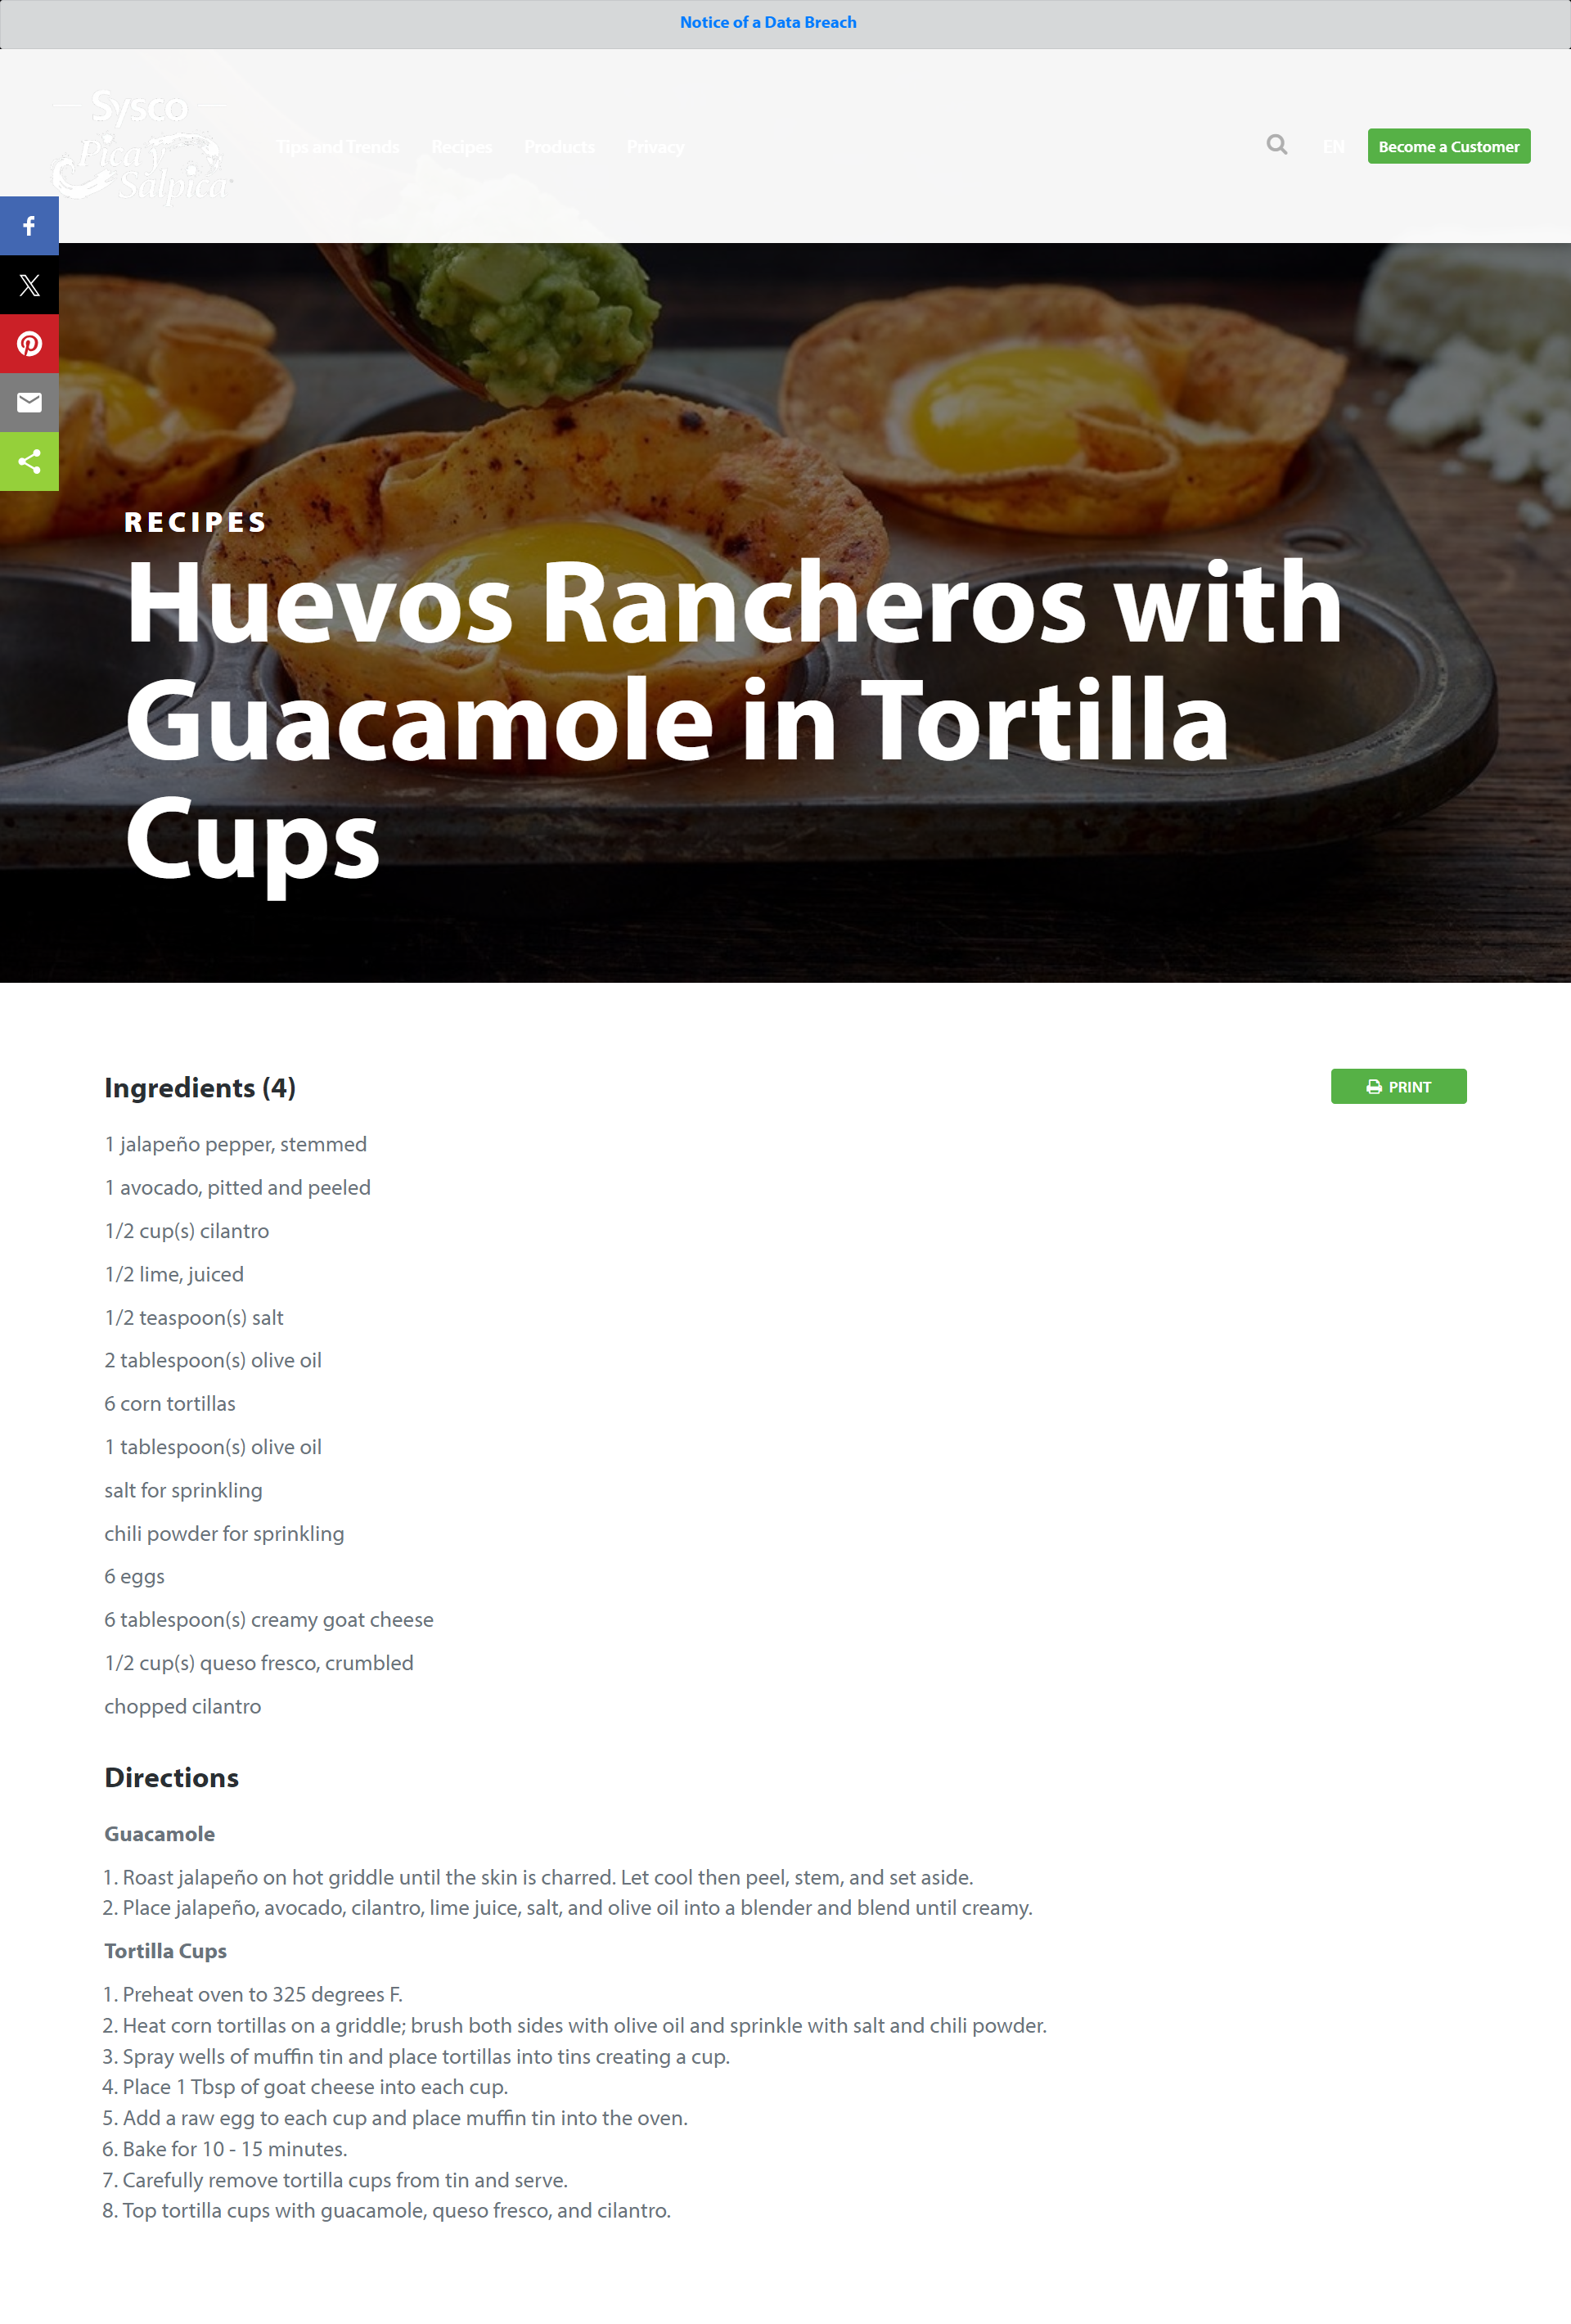 Notice of a Data Breach
Sysco
Pica y
Salpica
Tips and Trends Recipes Products Privacy
EN
Become a Customer
RECIPES
Huevos Rancheros with
Guacamole in Tortilla
Cups
Ingredients (4)
PRINT
1 jalapeño pepper, stemmed
1 avocado, pitted and peeled
1/2 cup(s) cilantro
1/2 lime, juiced
1/2 teaspoon(s) salt
2 tablespoon(s) olive oil
6 corn tortillas
1 tablespoon(s) olive oil
salt for sprinkling
chili powder for sprinkling
6 eggs
6 tablespoon(s) creamy goat cheese
1/2 cup(s) queso fresco, crumbled
chopped cilantro
Directions
Guacamole
1. Roast jalapeño on hot griddle until the skin is charred. Let cool then peel, stem, and set aside.
2. Place jalapeño, avocado, cilantro, lime juice, salt, and olive oil into a blender and blend until creamy.
Tortilla Cups
1. Preheat oven to 325 degrees F.
2. Heat corn tortillas on a griddle; brush both sides with olive oil and sprinkle with salt and chili powder.
3. Spray wells of muffin tin and place tortillas into tins creating a cup.
4. Place 1 Tbsp of goat cheese into each cup.
5. Add a raw egg to each cup and place muffin tin into the oven.
6. Bake for 10 - 15 minutes.
7. Carefully remove tortilla cups from tin and serve.
8. Top tortilla cups with guacamole, queso fresco, and cilantro.